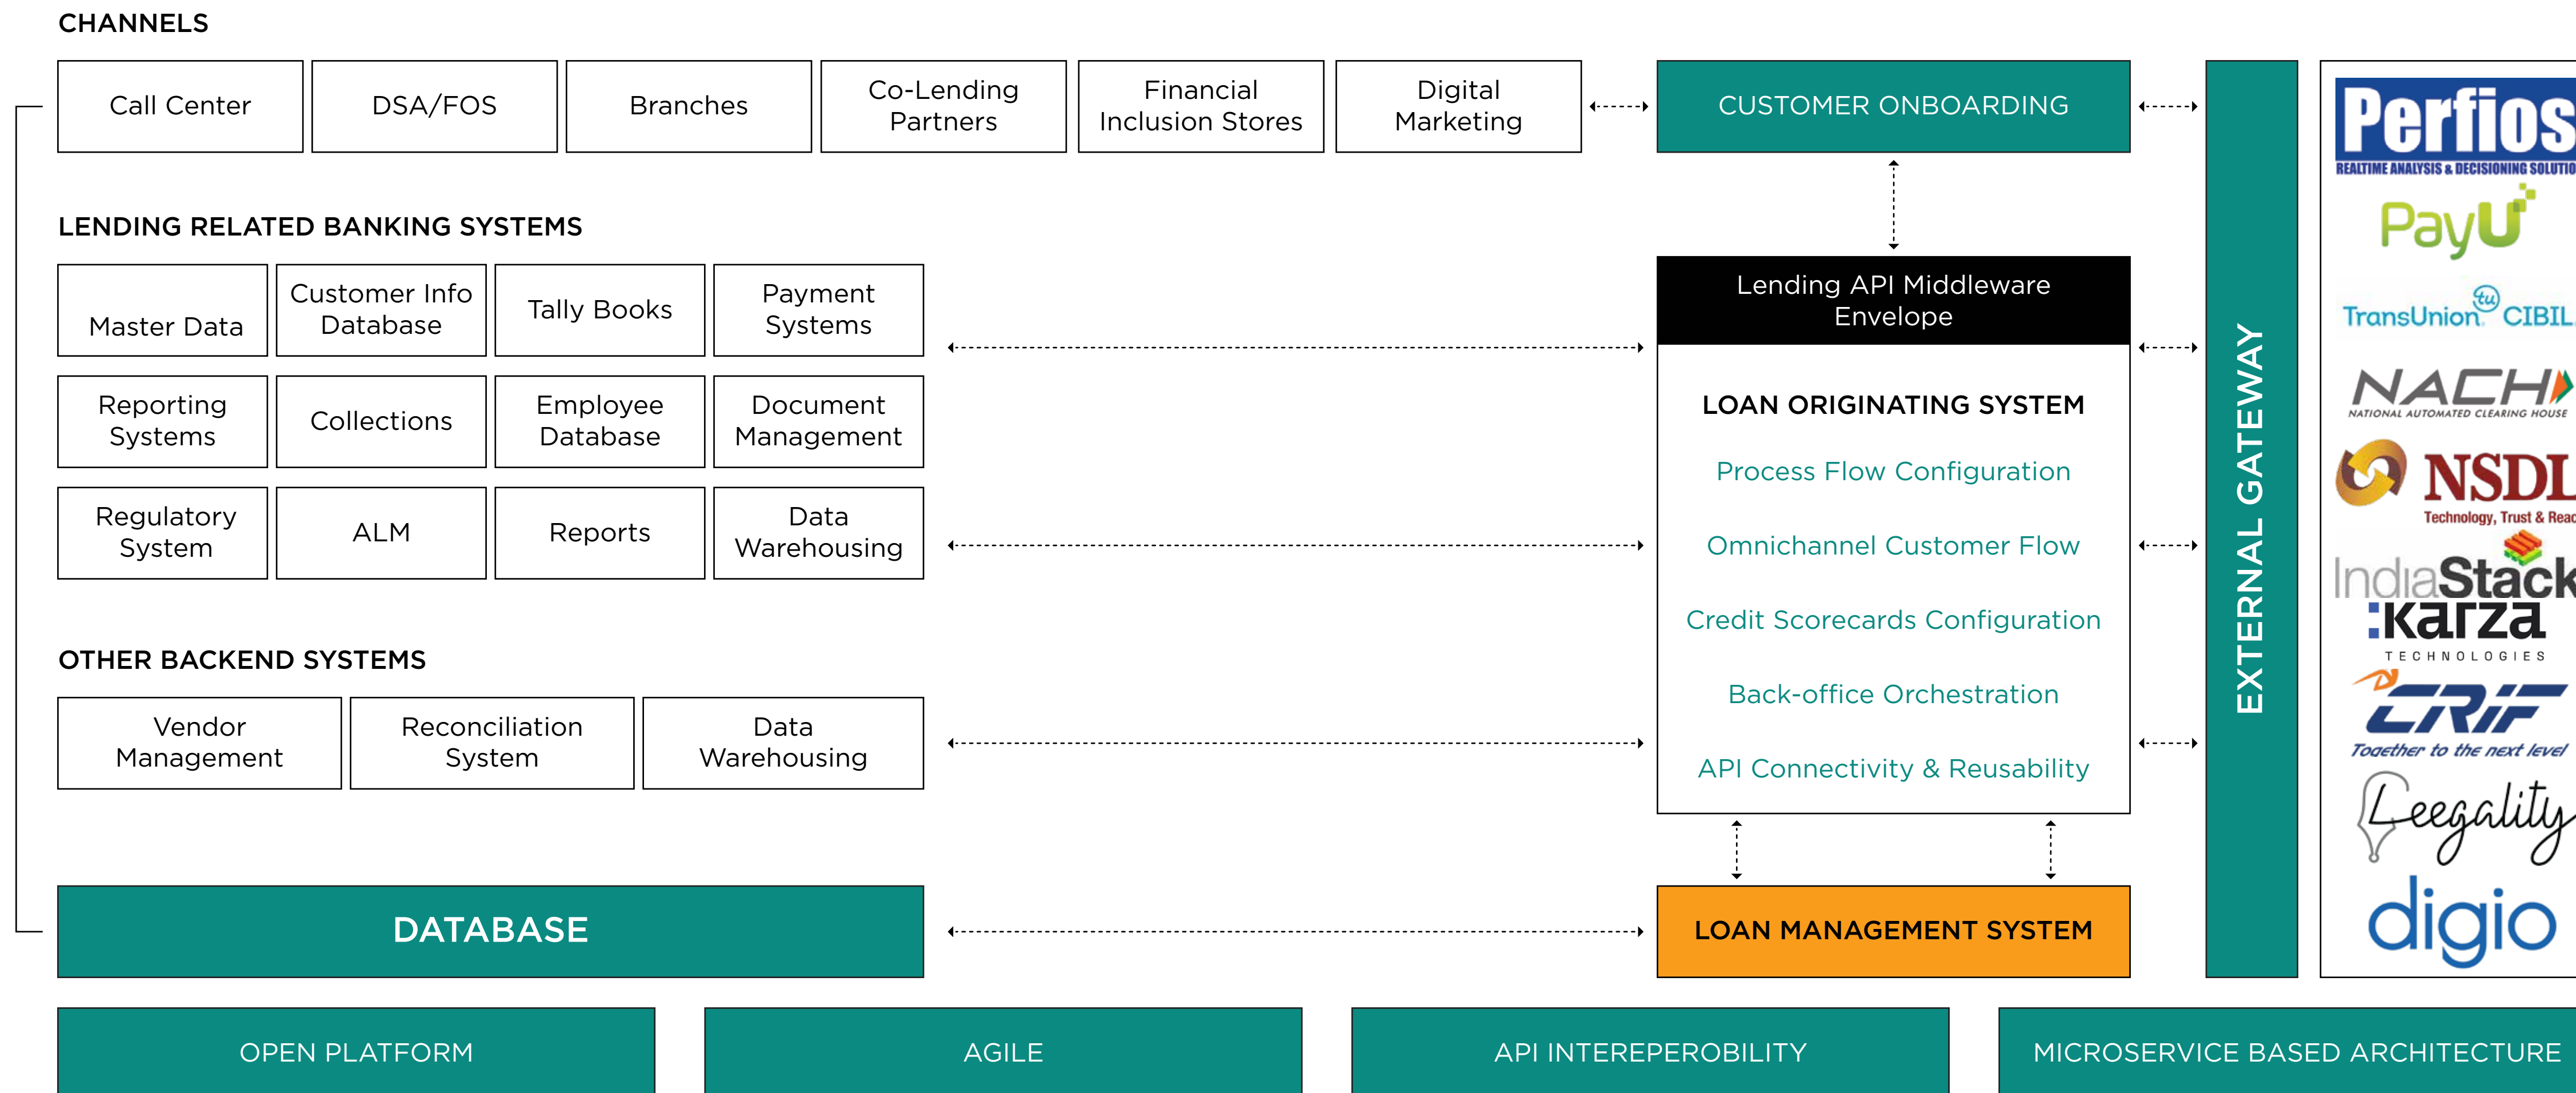 CHANNELS
Call Center
DSA/FOS
Branches
Co-Lending
Partners
Financial
Inclusion Stores
Digital
Marketing
CUSTOMER ONBOARDING
LENDING RELATED BANKING SYSTEMS
Master Data
Customer Info
Database
Tally Books
Payment
Systems
Reporting
Systems
Collections
Employee
Database
Document
Management
Regulatory
System
ALM
Reports
Data
Warehousing
OTHER BACKEND SYSTEMS
Vendor
Management
Reconciliation
System
Data
Warehousing
DATABASE
Lending API Middleware
Envelope
LOAN ORIGINATING SYSTEM
Process Flow Configuration
Omnichannel Customer Flow
Credit Scorecards Configuration
Back-office Orchestration
API Connectivity & Reusability
LOAN MANAGEMENT SYSTEM
EXTERNAL GATEWAY
Perfios
REALTIME ANALYSIS & DECISIONING SOLUTIO
PayU
TransUnion tu CIBIL
NACH
NATIONAL AUTOMATED CLEARING HOUSE
NSDL
Technology, Trust & Reac
IndiaStack
karza
TECHNOLOGIES
CRIF
Together to the next level
Leegality
digio
OPEN PLATFORM
AGILE
API INTEREPEROBILITY
MICROSERVICE BASED ARCHITECTURE